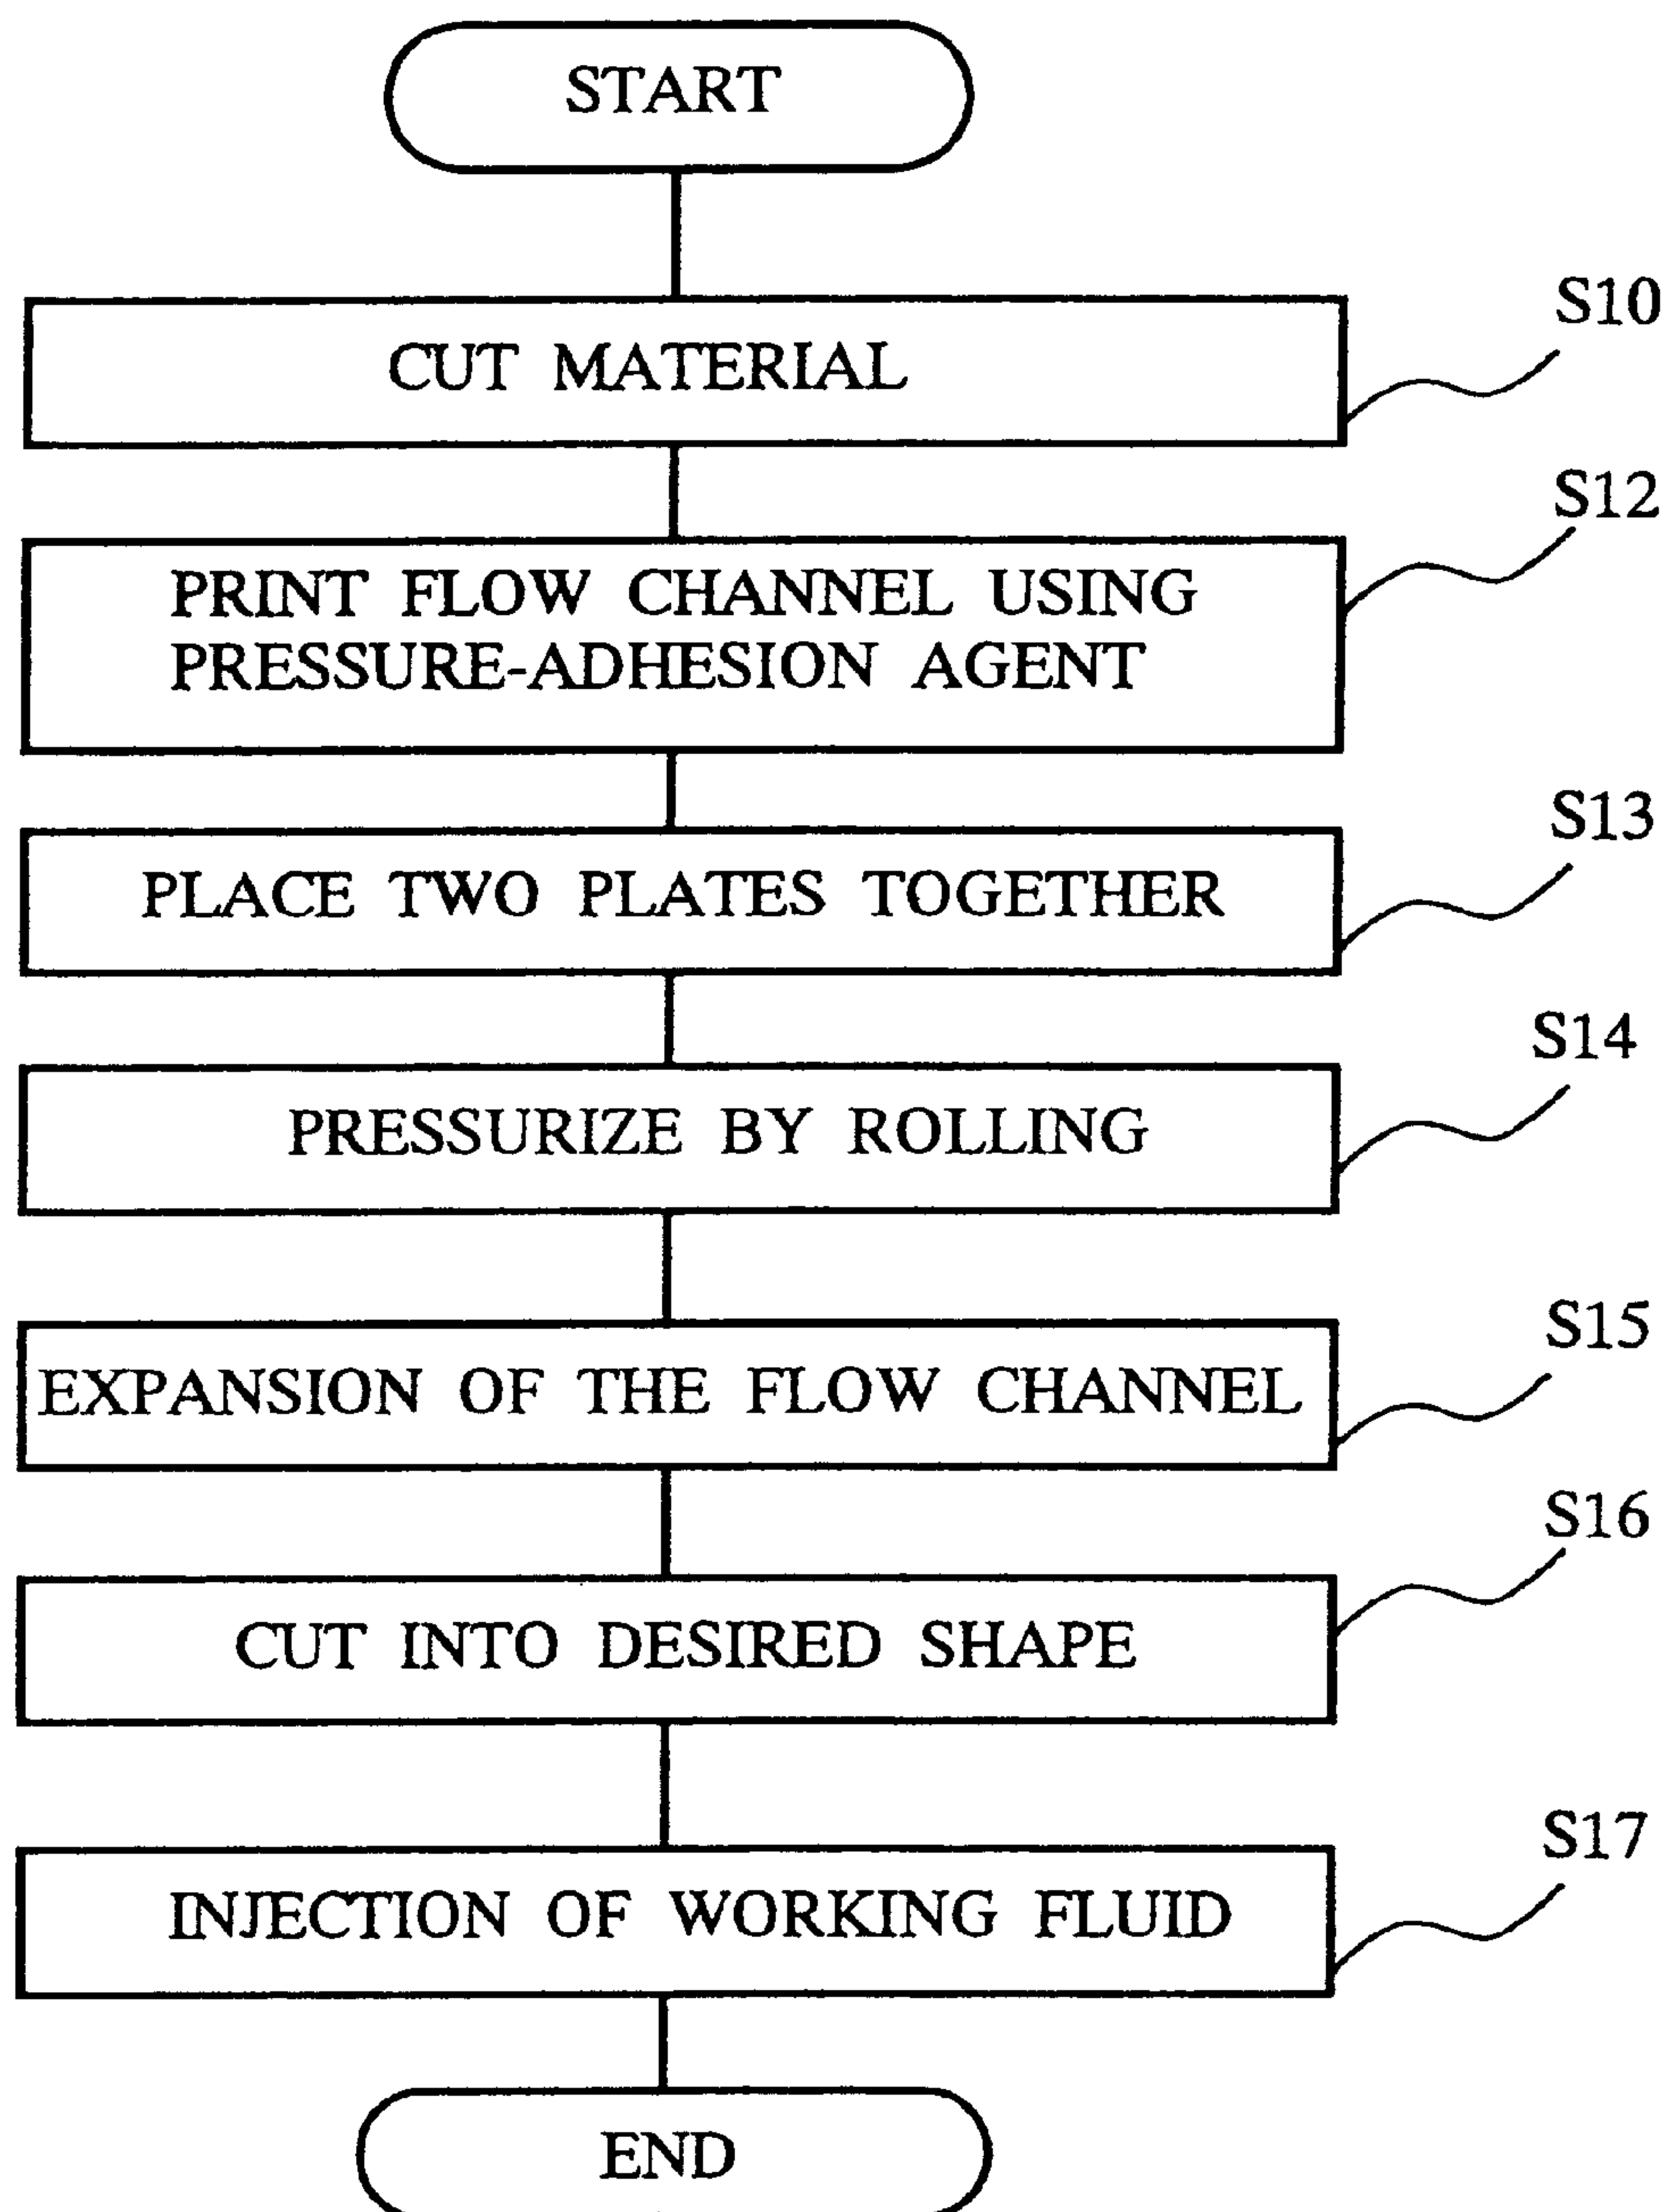 START
CUT MATERIAL
S10
PRINT FLOW CHANNEL USING
PRESSURE-ADHESION AGENT
S12
PLACE TWO PLATES TOGETHER
S13
PRESSURIZE BY ROLLING
S14
EXPANSION OF THE FLOW CHANNEL
S15
CUT INTO DESIRED SHAPE
S16
INJECTION OF WORKING FLUID
S17
END